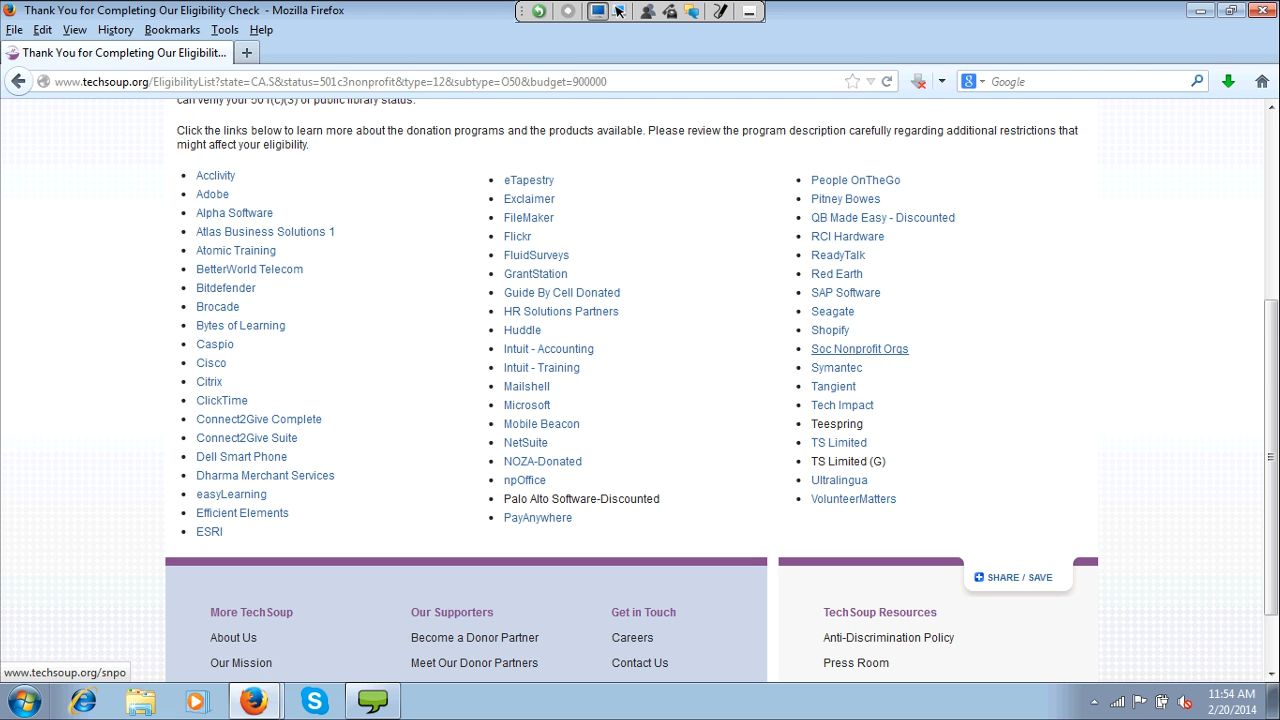 Thank You for Completing Our Eligibility Check - Mozilla Firefox
File Edit View History Bookmarks Tools Help
Thank You for Completing Our Eligibilit...
www.techsoup.org/EligibilityList?state=CA.S&status=501c3nonprofit&type=12&subtype=O50&budget=900000
Google
can verify your 501(c)(3) or public library status.
Click the links below to learn more about the donation programs and the products available. Please review the program description carefully regarding additional restrictions that
might affect your eligibility.
Acclivity
Adobe
Alpha Software
Atlas Business Solutions 1
Atomic Training
BetterWorld Telecom
Bitdefender
Brocade
Bytes of Learning
Caspio
Cisco
Citrix
ClickTime
Connect2Give Complete
Connect2Give Suite
Dell Smart Phone
Dharma Merchant Services
easyLearning
Efficient Elements
ESRI
eTapestry
Exclaimer
FileMaker
Flickr
FluidSurveys
GrantStation
Guide By Cell Donated
HR Solutions Partners
Huddle
Intuit - Accounting
Intuit - Training
Mailshell
Microsoft
Mobile Beacon
NetSuite
NOZA-Donated
npOffice
Palo Alto Software-Discounted
PayAnywhere
People OnTheGo
Pitney Bowes
QB Made Easy - Discounted
RCI Hardware
ReadyTalk
Red Earth
SAP Software
Seagate
Shopify
Soc Nonprofit Orgs
Symantec
Tangient
Tech Impact
Teespring
TS Limited
TS Limited (G)
Ultralingua
VolunteerMatters
SHARE / SAVE
More TechSoup
About Us
Our Mission
Our Supporters
Become a Donor Partner
Meet Our Donor Partners
Get in Touch
Careers
Contact Us
TechSoup Resources
Anti-Discrimination Policy
Press Room
www.techsoup.org/snpo
11:54 AM
2/20/2014